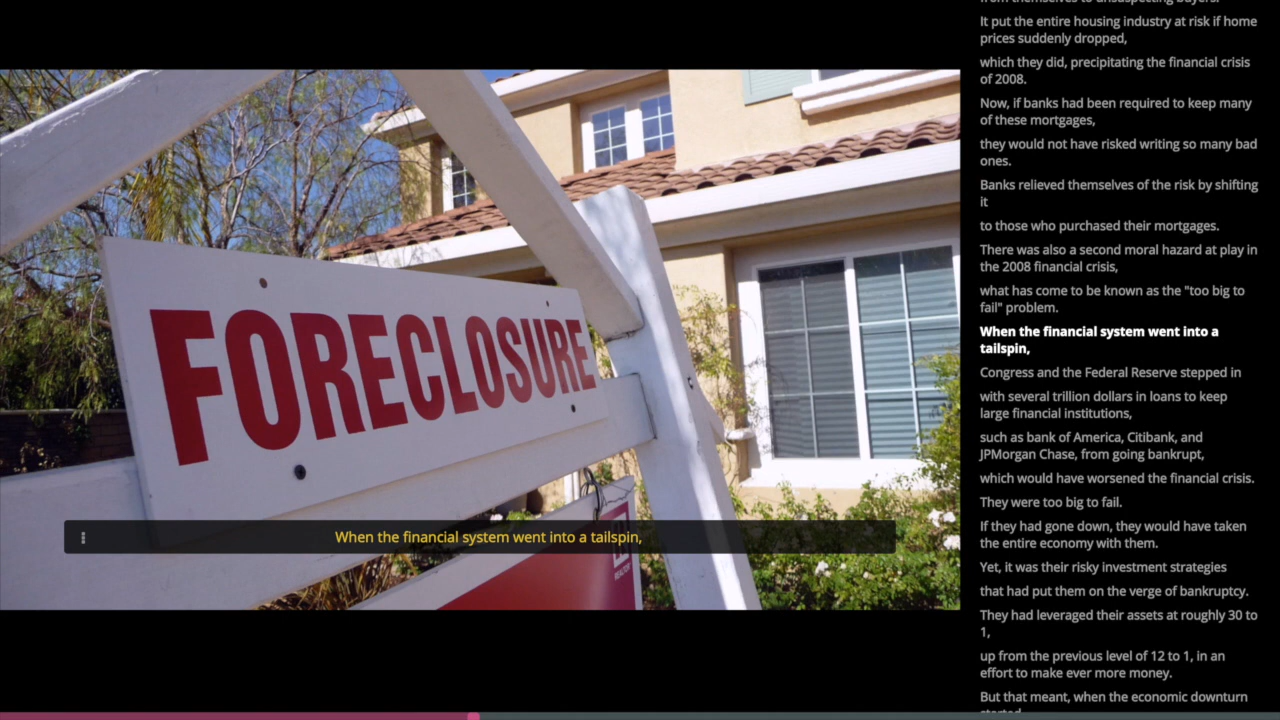 FORECLOSURE
REALTOR
When the financial system went into a tailspin,
It put the entire housing industry at risk if home
prices suddenly dropped,
which they did, precipitating the financial crisis
of 2008.
Now, if banks had been required to keep many
of these mortgages,
they would not have risked writing so many bad
ones.
Banks relieved themselves of the risk by shifting
it
to those who purchased their mortgages.
There was also a second moral hazard at play in
the 2008 financial crisis,
what has come to be known as the "too big to
fail" problem.
When the financial system went into a
tailspin,
Congress and the Federal Reserve stepped in
with several trillion dollars in loans to keep
large financial institutions,
such as bank of America, Citibank, and
JPMorgan Chase, from going bankrupt,
which would have worsened the financial crisis.
They were too big to fail.
If they had gone down, they would have taken
the entire economy with them.
Yet, it was their risky investment strategies
that had put them on the verge of bankruptcy.
They had leveraged their assets at roughly 30 to
1,
up from the previous level of 12 to 1, in an
effort to make ever more money.
But that meant, when the economic downturn